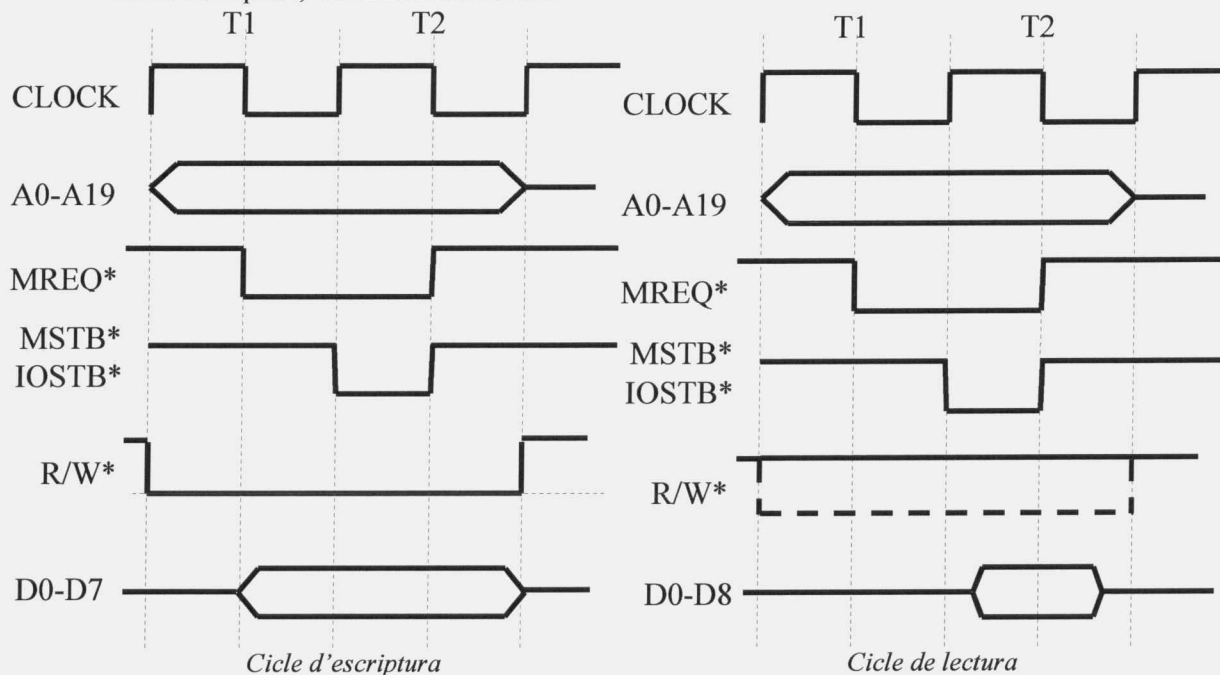 T1
T2
CLOCK
A0-A19
MREQ*
MSTB*
IOSTB*
R/W*
D0-D7
Cicle d'escriptura
T1
T2
CLOCK
A0-A19
MREQ*
MSTB*
IOSTB*
R/W*
D0-D8
Cicle de lectura